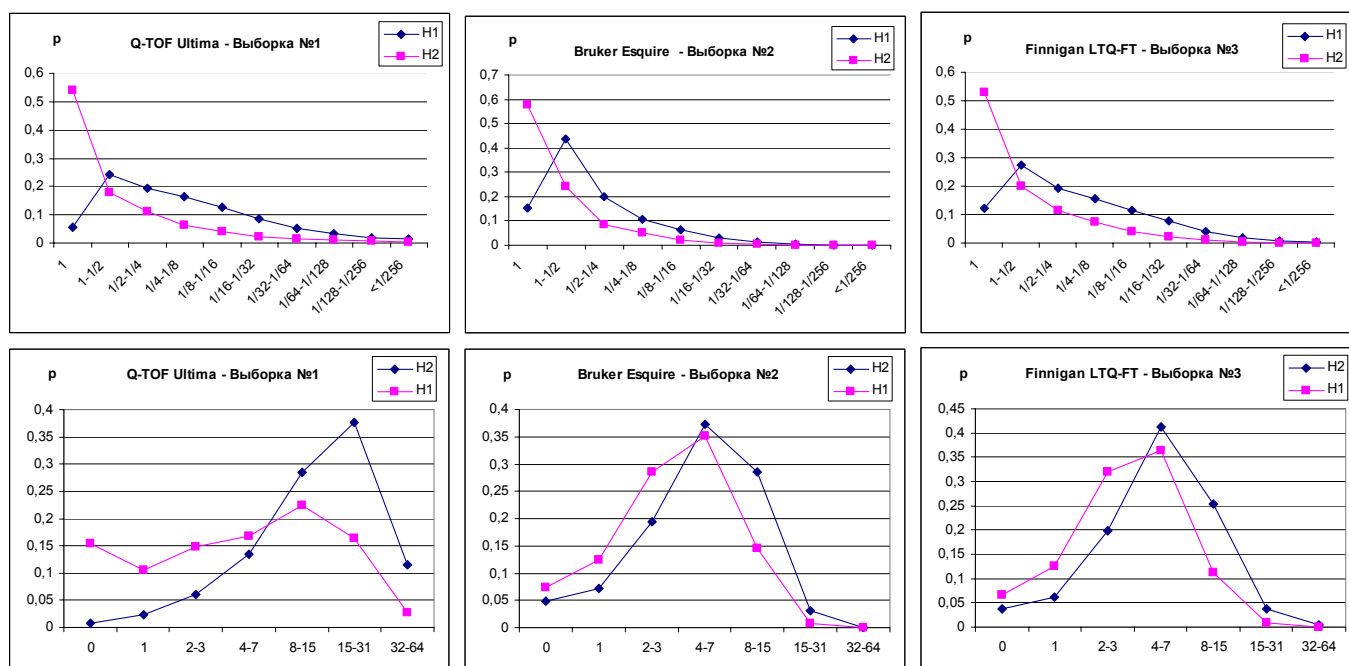 p
Q-TOF Ultima - Выборка №1
H1
H2
0,6
0,5
0,4
0,3
0,2
0,1
0
1
1-1/2
1/2-1/4
1/4-1/8
1/8-1/16
1/16-1/32
1/32-1/64
1/64-1/128
1/128-1/256
<1/256
p
Bruker Esquire - Выборка №2
H1
H2
0,7
0,6
0,5
0,4
0,3
0,2
0,1
0
1
1-1/2
1/2-1/4
1/4-1/8
1/8-1/16
1/16-1/32
1/32-1/64
1/64-1/128
1/128-1/256
<1/256
p
Finnigan LTQ-FT - Выборка №3
H1
H2
0,6
0,5
0,4
0,3
0,2
0,1
0
1
1-1/2
1/2-1/4
1/4-1/8
1/8-1/16
1/16-1/32
1/32-1/64
1/64-1/128
1/128-1/256
<1/256
p
Q-TOF Ultima - Выборка №1
H2
H1
0,4
0,35
0,3
0,25
0,2
0,15
0,1
0,05
0
0 1 2-3 4-7 8-15 15-31 32-64
p
Bruker Esquire - Выборка №2
H2
H1
0,4
0,35
0,3
0,25
0,2
0,15
0,1
0,05
0
0 1 2-3 4-7 8-15 15-31 32-64
p
Finnigan LTQ-FT - Выборка №3
H2
H1
0,45
0,4
0,35
0,3
0,25
0,2
0,15
0,1
0,05
0
0 1 2-3 4-7 8-15 15-31 32-64